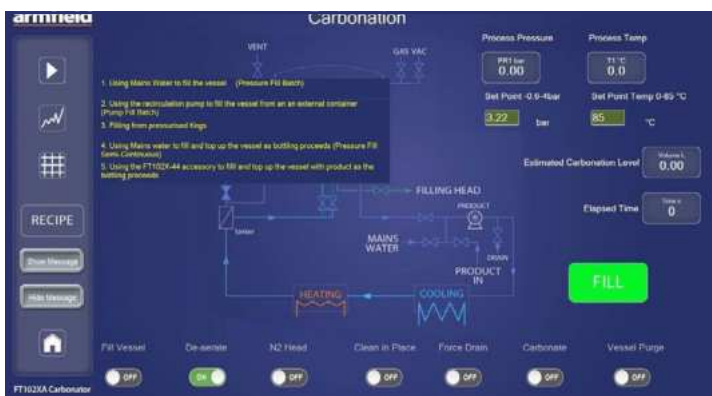 armfield
Carbonation
VENT
GAS VAC
Process Pressure
Process Temp
PR1 bar
0.00
T1 °C
0.0
Set Point -0.9-4bar
Set Point Temp 0-85 °C
3.22
bar
85
°C
1. Using Mains Water to fill the vessel (Pressure Fill Batch)
2. Using the recirculation pump to fill the vessel from an an external container
(Pump Fill Batch)
3. Filling from pressurised Kegs
4. Using Mains water to fill and top up the vessel as bottling proceeds (Pressure Fill
Semi-Continuous)
5. Using the FT102X-44 accessory to fill and top up the vessel with product as the
bottling proceeds
Estimated Carbonation Level
Volume L
0.00
FILLING HEAD
PRODUCT
Elapsed Time
Time s
0
RECIPE
MAINS
WATER
DRAIN
PRODUCT
IN
Show Message
Hide Message
HEATING
COOLING
FILL
Fill Vessel
De-aerate
N2 Head
Clean in Place
Force Drain
Carbonate
Vessel Purge
OFF
ON
OFF
OFF
OFF
OFF
OFF
FT102XA Carbonator